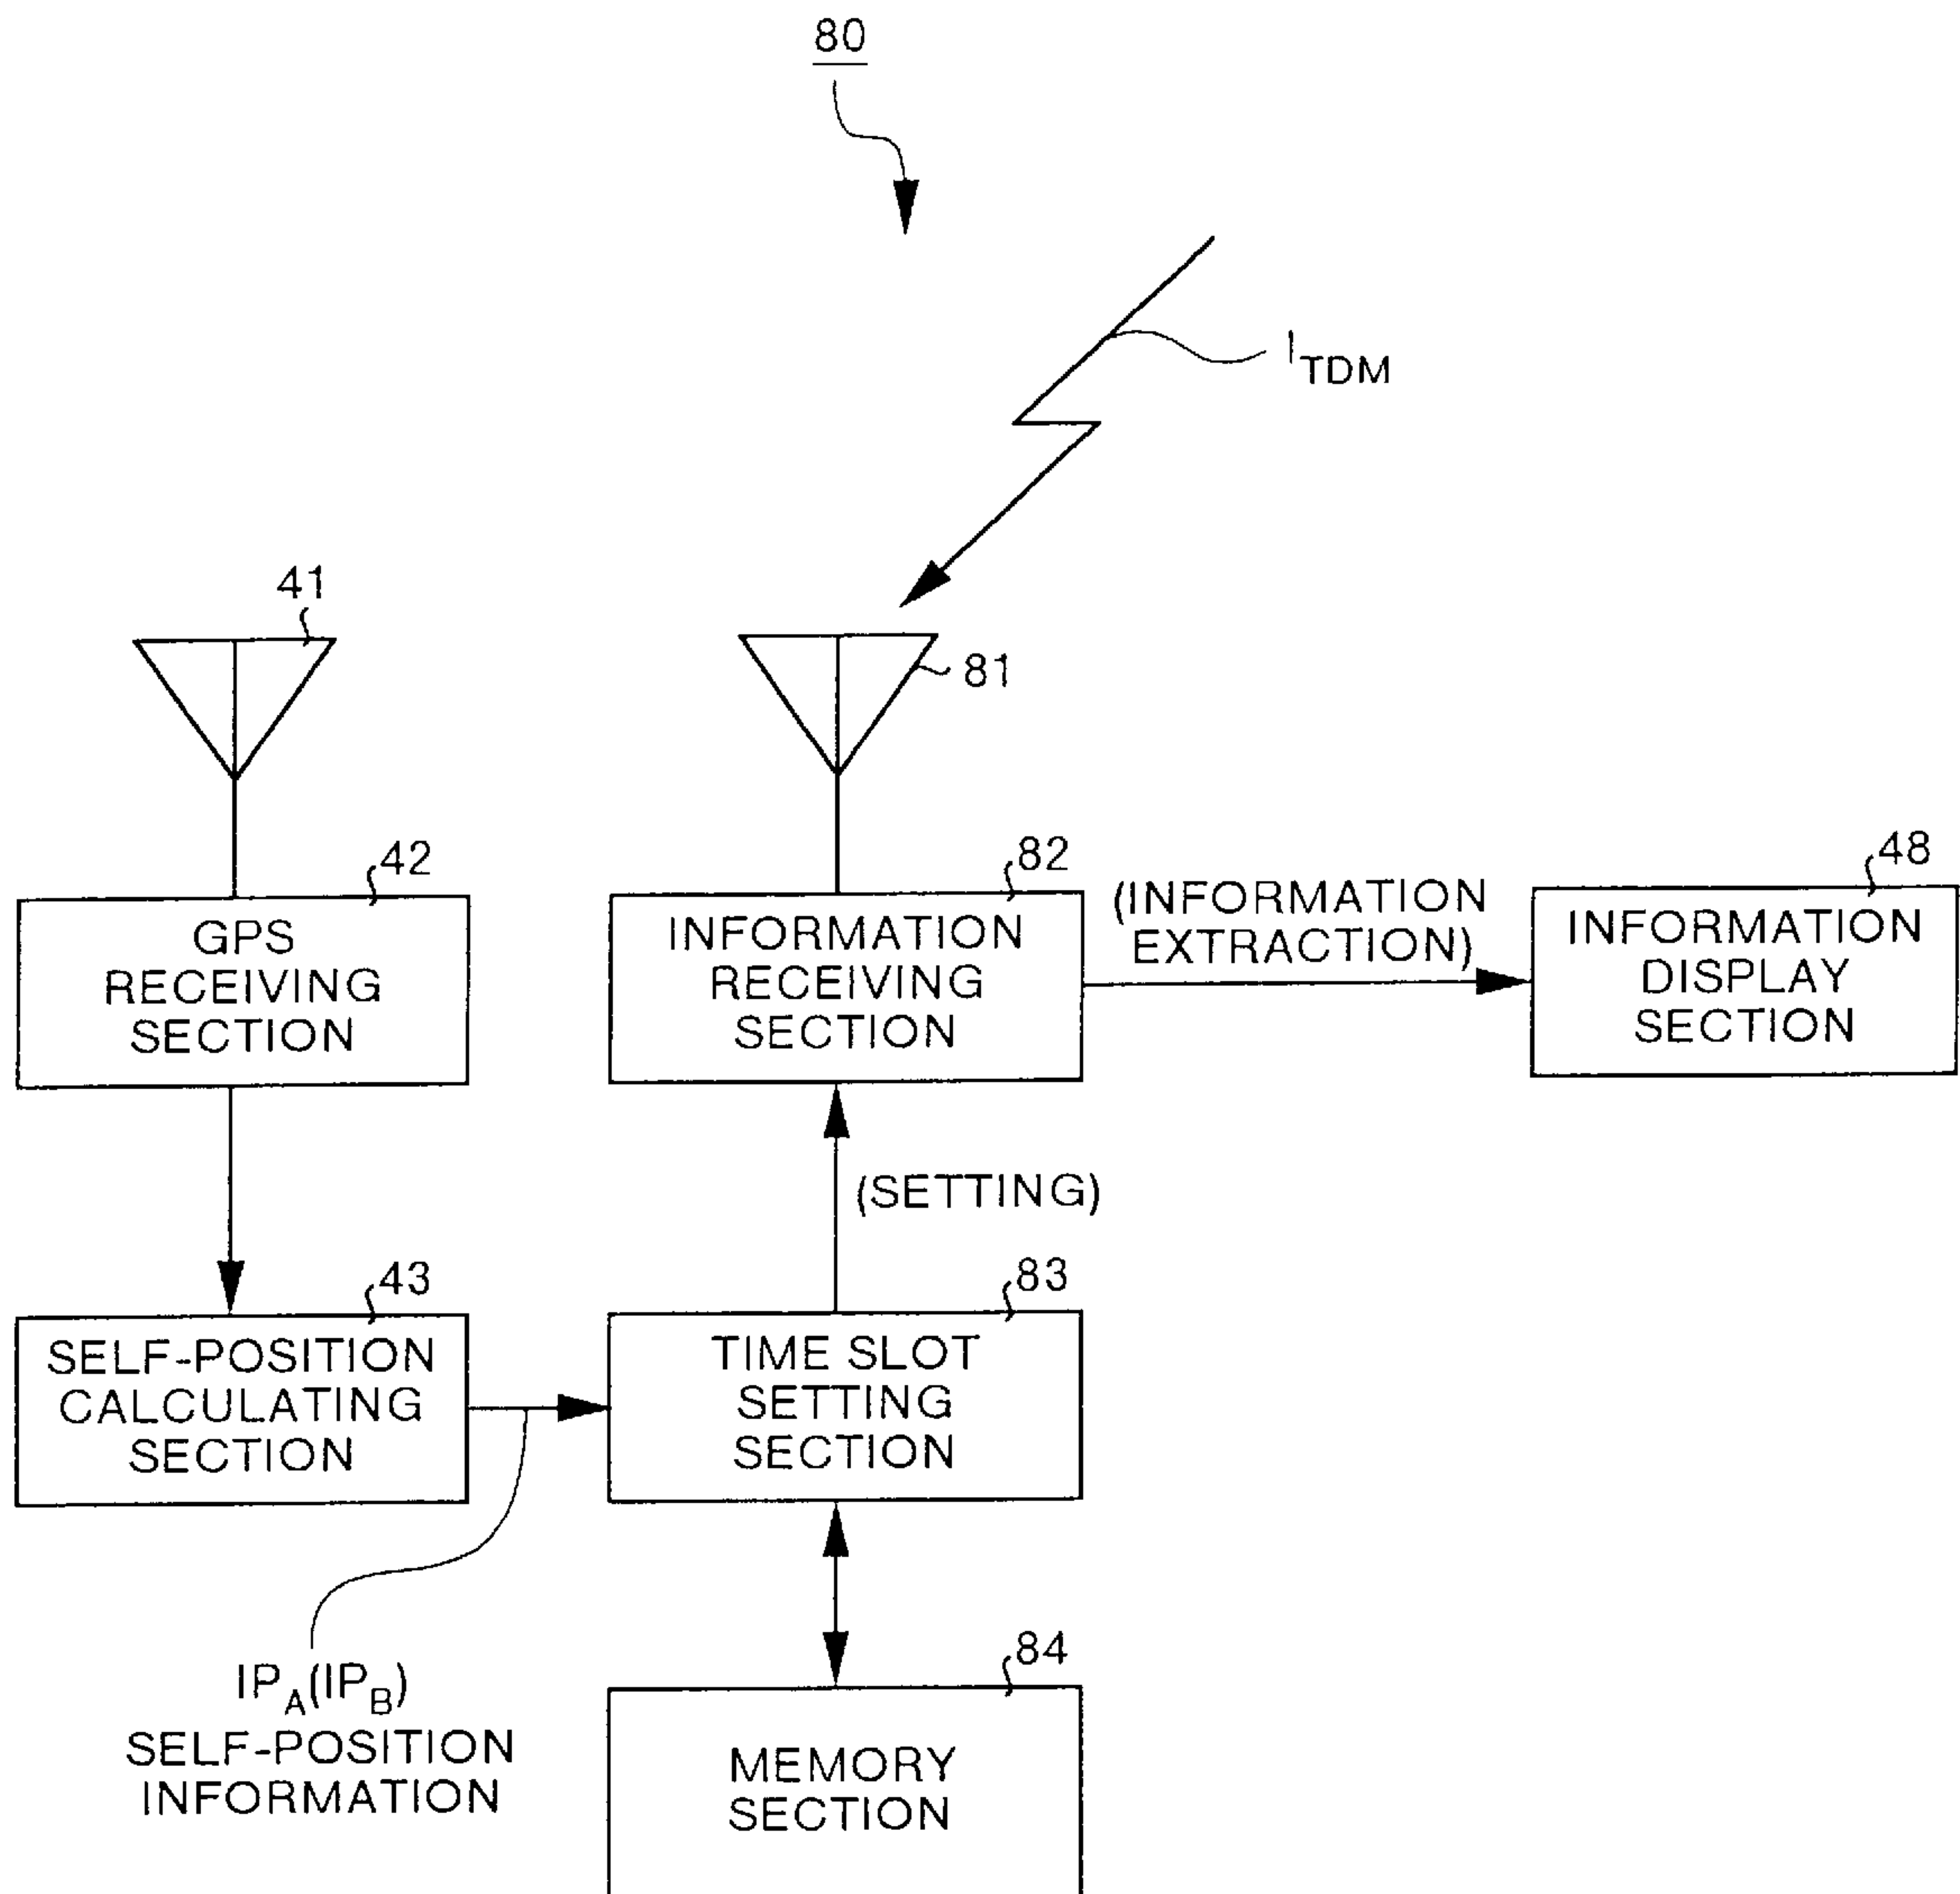 80
I_TDM
41
81
42
GPS
RECEIVING
SECTION
82
INFORMATION
RECEIVING
SECTION
(INFORMATION
EXTRACTION)
48
INFORMATION
DISPLAY
SECTION
(SETTING)
43
SELF-POSITION
CALCULATING
SECTION
83
TIME SLOT
SETTING
SECTION
IP_A(IP_B)
SELF-POSITION
INFORMATION
84
MEMORY
SECTION